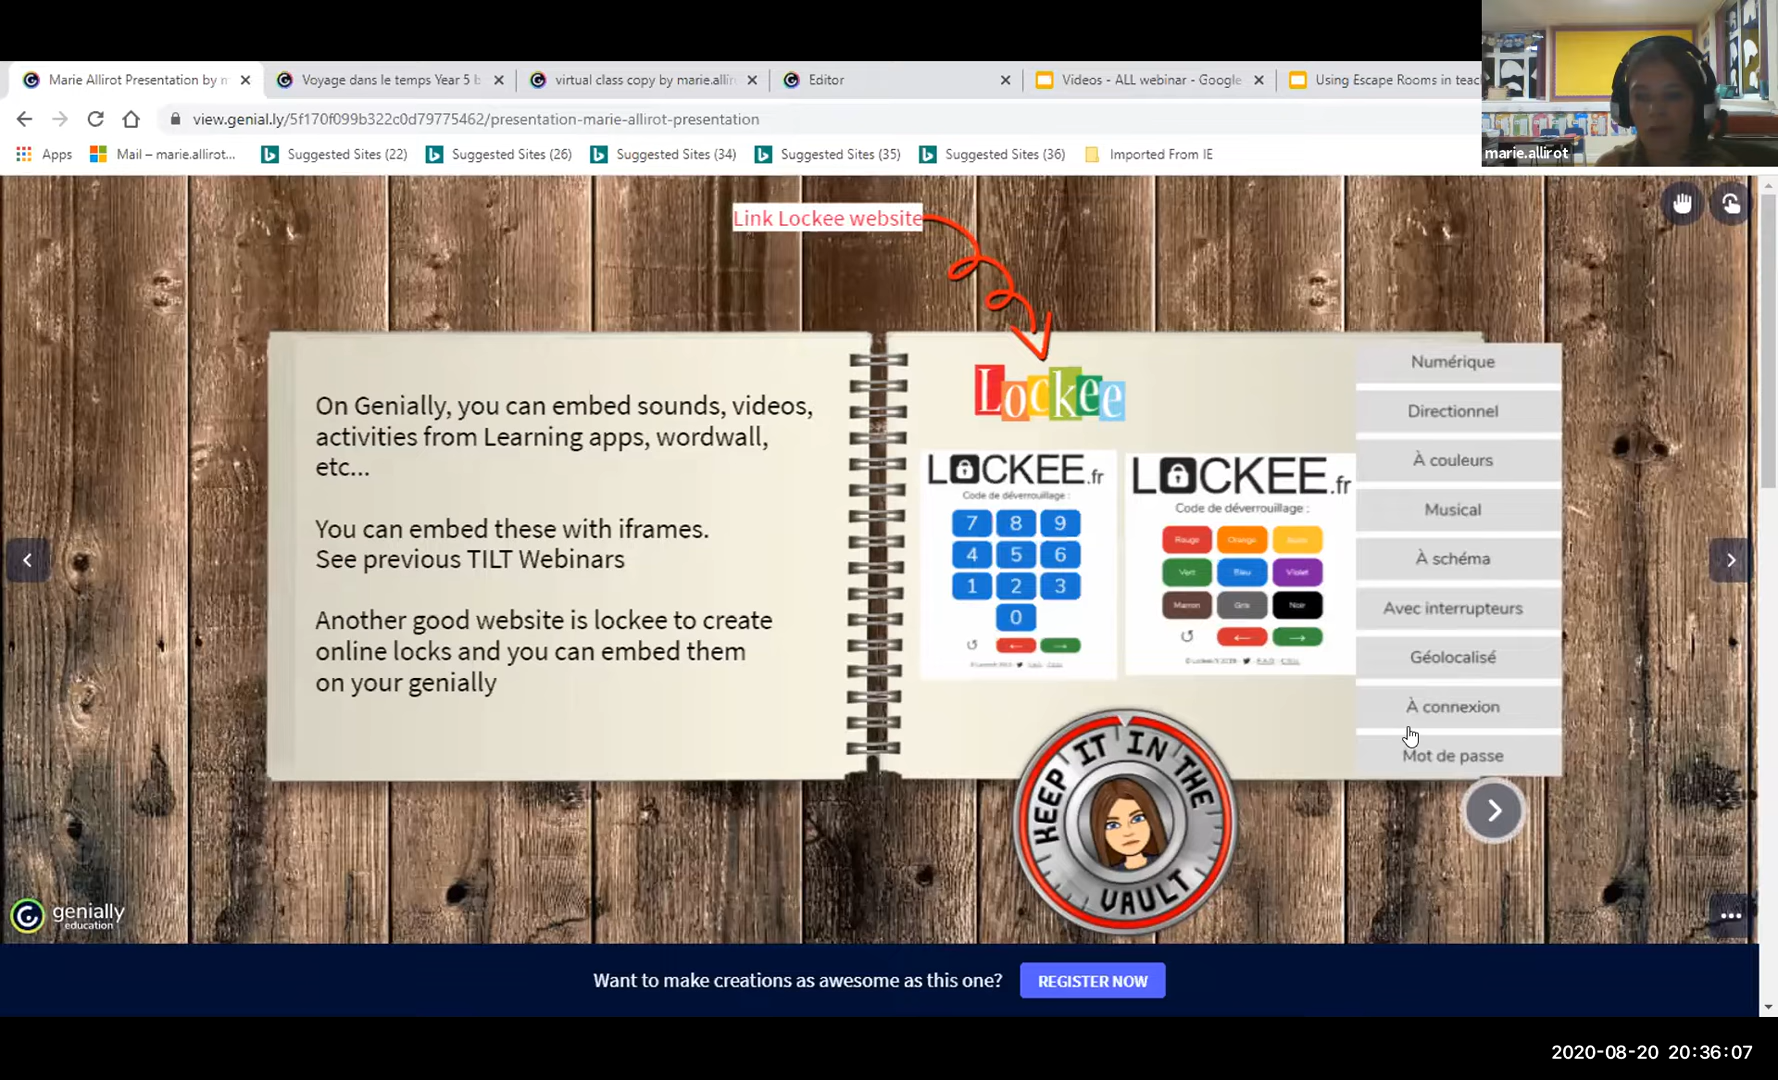 Marie Allirot Presentation by m
Voyage dans le temps Year 5 b
virtual class copy by marie.allir
Editor
Videos - ALL webinar - Google
Using Escape Rooms in teac
view.genial.ly/5f170f099b322c0d79775462/presentation-marie-allirot-presentation
Apps
Mail – marie.allirot...
Suggested Sites (22)
Suggested Sites (26)
Suggested Sites (34)
Suggested Sites (35)
Suggested Sites (36)
Imported From IE
marie.allirot
Link Lockee website
On Genially, you can embed sounds, videos,
activities from Learning apps, wordwall,
etc...
You can embed these with iframes.
See previous TILT Webinars
Another good website is lockee to create
online locks and you can embed them
on your genially
Lockee
LOCKEE.fr
Code de déverrouillage :
7 8 9
4 5 6
1 2 3
0
LOCKEE.fr
Code de déverrouillage :
Rouge Orange
Vert Bleu Violet
Marron Gris Noir
Numérique
Directionnel
À couleurs
Musical
À schéma
Avec interrupteurs
Géolocalisé
À connexion
Mot de passe
KEEP IT IN THE
VAULT
genially
education
Want to make creations as awesome as this one?
REGISTER NOW
2020-08-20 20:36:07